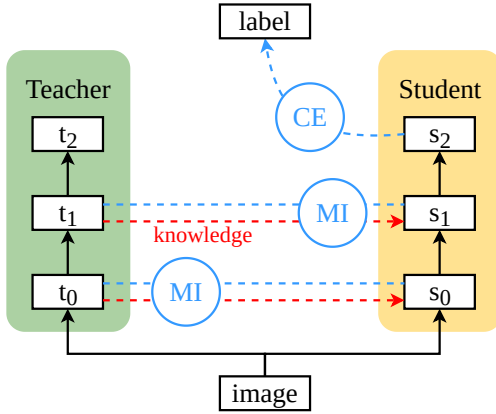 label
Teacher
Student
CE
t2
s2
t1
MI
s1
knowledge
t0
MI
s0
image